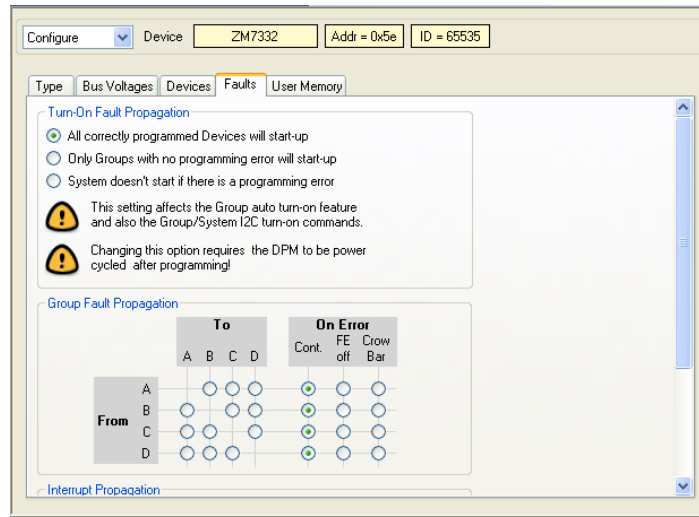 Configure Device ZM7332 Addr = 0x5e ID = 65535
Type Bus Voltages Devices Faults User Memory
Turn-On Fault Propagation
All correctly programmed Devices will start-up
Only Groups with no programming error will start-up
System doesn't start if there is a programming error
This setting affects the Group auto turn-on feature
and also the Group/System I2C turn-on commands.
Changing this option requires the DPM to be power
cycled after programming!
Group Fault Propagation
To On Error
A B C D Cont. FE off Crow Bar
A
B
From
C
D
Interrupt Propagation